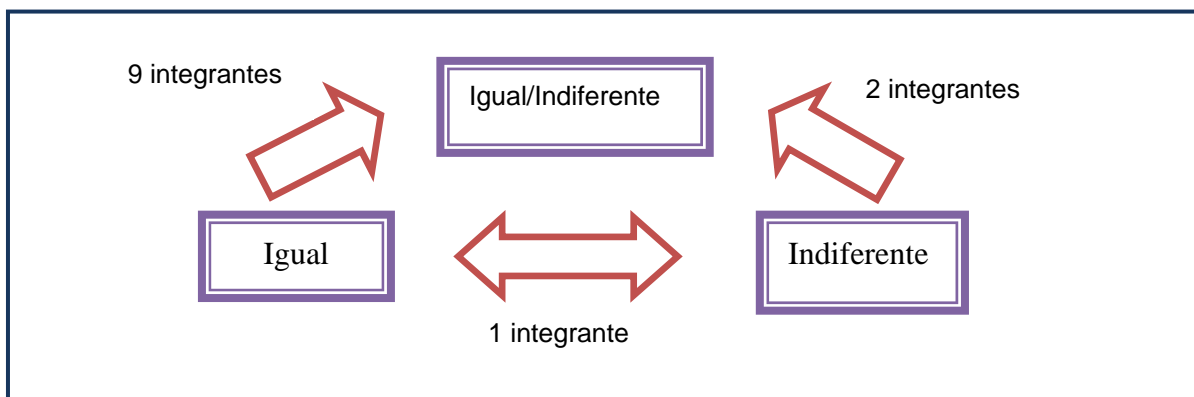 9 integrantes
Igual/Indiferente
2 integrantes
Igual
Indiferente
1 integrante